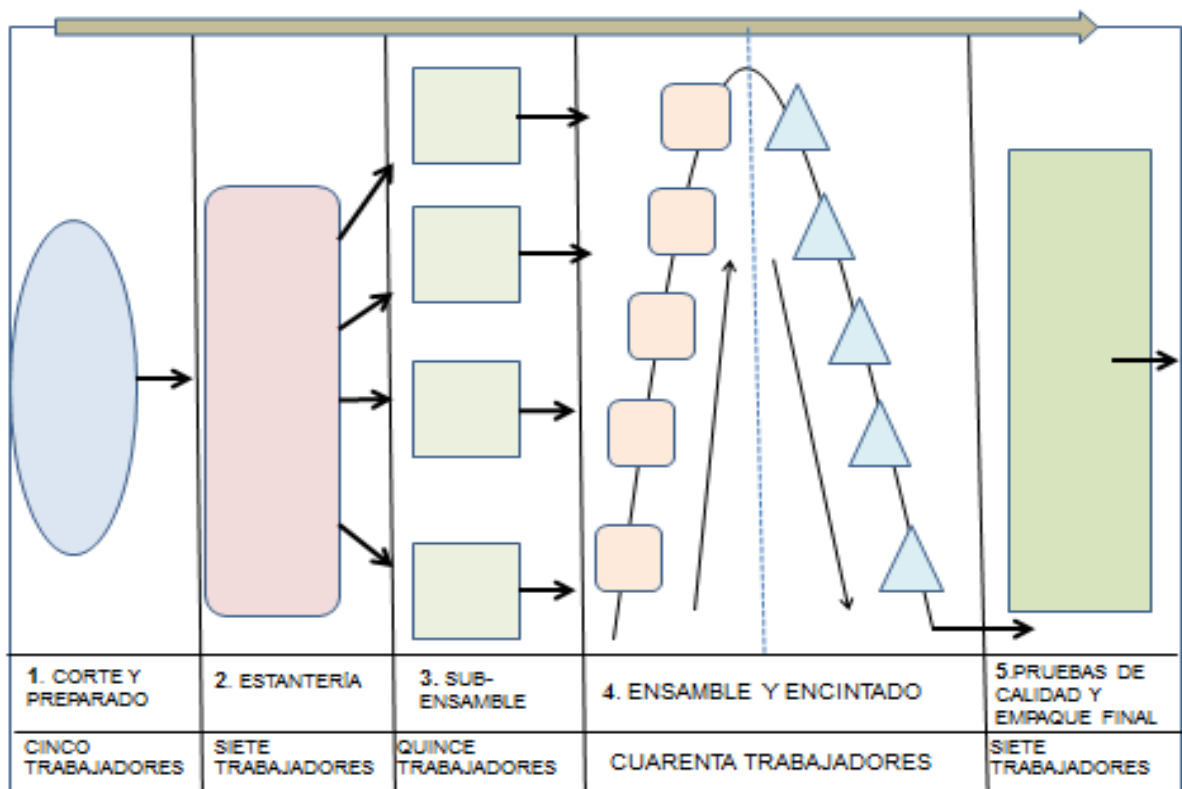 1. CORTE Y
PREPARADO
2. ESTANTERÍA
3. SUB-
ENSAMBLE
4. ENSAMBLE Y ENCINTADO
5.PRUEBAS DE
CALIDAD Y
EMPAQUE FINAL
CINCO
TRABAJADORES
SIETE
TRABAJADORES
QUINCE
TRABAJADORES
CUARENTA TRABAJADORES
SIETE
TRABAJADORES